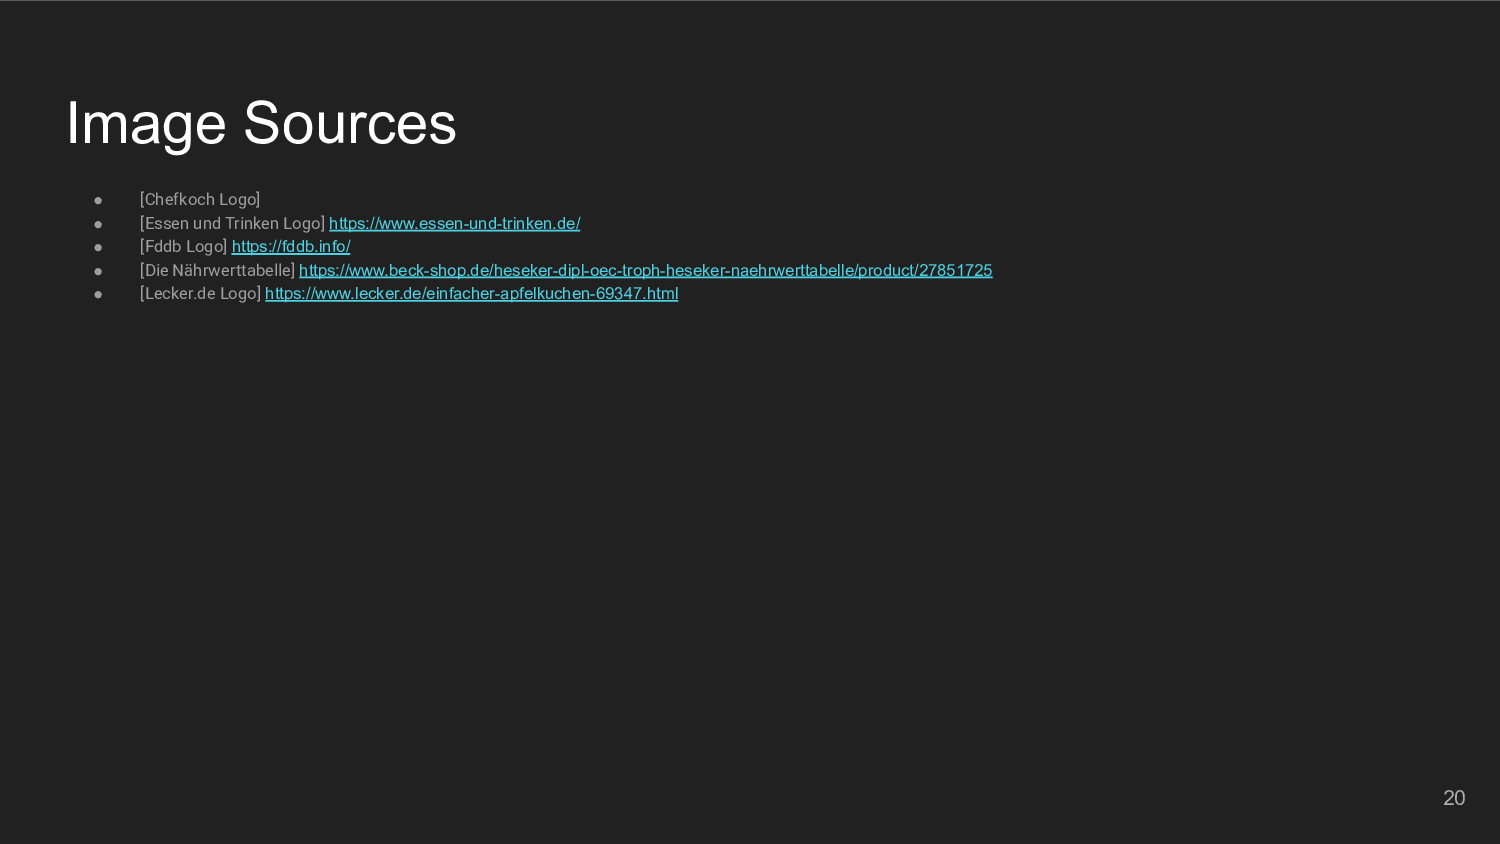 Image Sources
● [Chefkoch Logo]
● [Essen und Trinken Logo] https://www.essen-und-trinken.de/
● [Fddb Logo] https://fddb.info/
● [Die Nährwerttabelle] https://www.beck-shop.de/heseker-dipl-oec-troph-heseker-naehrwerttabelle/product/27851725
● [Lecker.de Logo] https://www.lecker.de/einfacher-apfelkuchen-69347.html
20